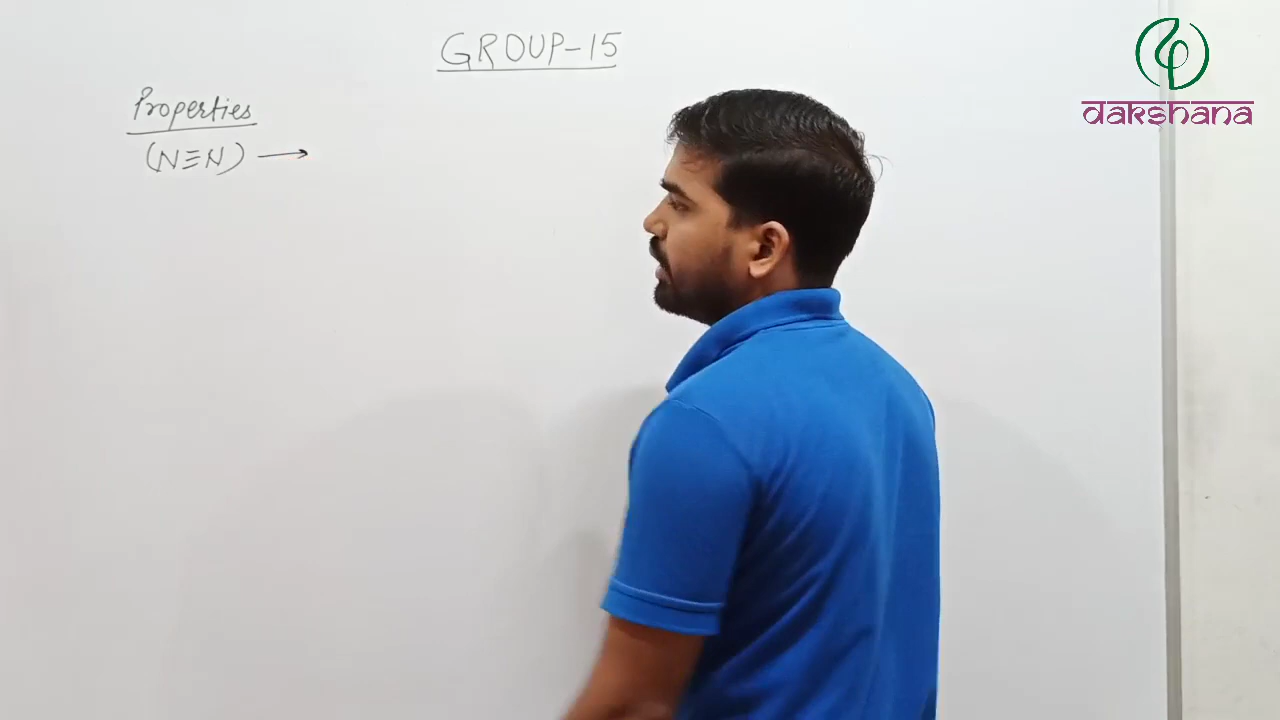 GROUP-15
Properties
(N≡N) →
dakshana